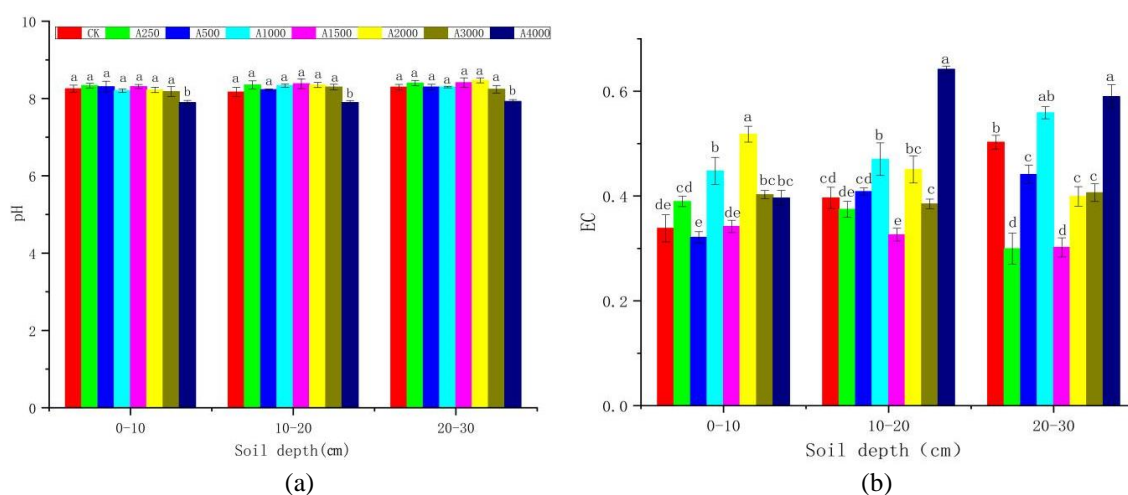 10
8
6
4
2
0
pH
CK A250 A500 A1000 A1500 A2000 A3000 A4000
a a a a a a a b
a a a a a a a b
a a a a a a a b
0-10 10-20 20-30
Soil depth(cm)
(a)
0.6
0.4
0.2
0.0
EC
de cd e b de a bc bc
cd de cd b e bc c a
b d c ab d c c a
0-10 10-20 20-30
Soil depth (cm)
(b)